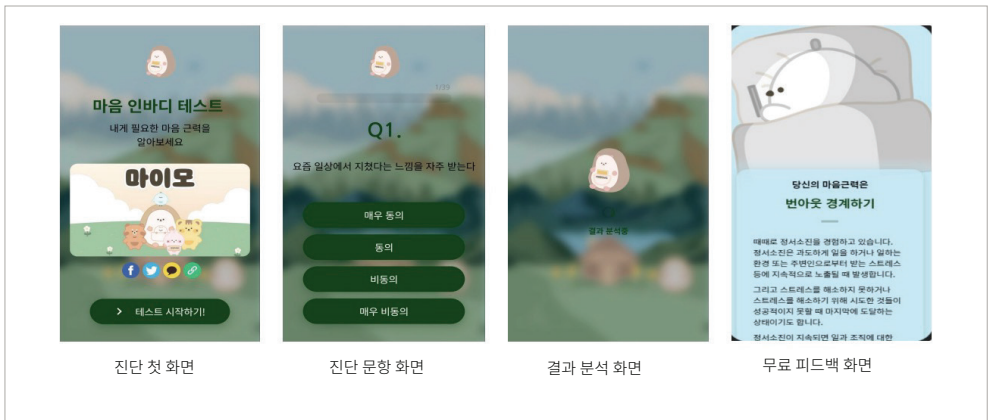 마음 인바디 테스트
내게 필요한 마음 근력을
알아보세요
마이모
테스트 시작하기!
진단 첫 화면
1/39
Q1.
요즘 일상에서 지쳤다는 느낌을 자주 받는다
매우 동의
동의
비동의
매우 비동의
진단 문항 화면
결과 분석중
결과 분석 화면
당신의 마음근력은
번아웃 경계하기
때때로 정서소진을 경험하고 있습니다.
정서소진은 과도하게 일을 하거나 일하는
환경 또는 주변인으로부터 받는 스트레스
등에 지속적으로 노출될 때 발생합니다.
그리고 스트레스를 해소하지 못하거나
스트레스를 해소하기 위해 시도한 것들이
성공적이지 못할 때 마지막에 도달하는
상태이기도 합니다.
정서소진이 지속되면 일과 조직에 대한
무료 피드백 화면